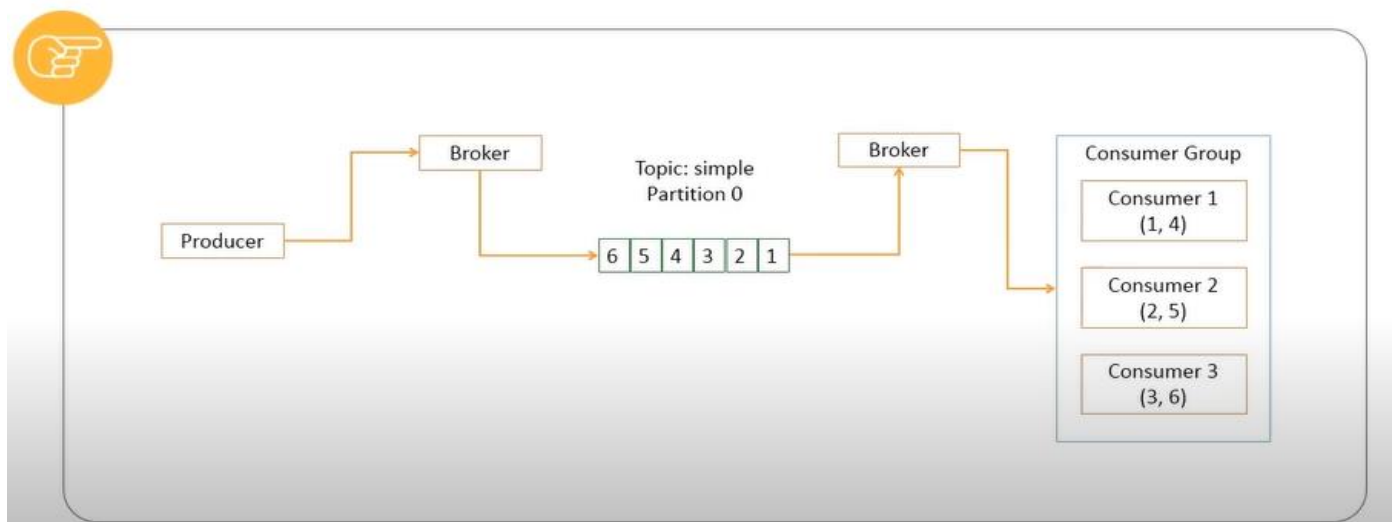 Producer
Broker
Topic: simple
Partition 0
6 5 4 3 2 1
Broker
Consumer Group
Consumer 1
(1, 4)
Consumer 2
(2, 5)
Consumer 3
(3, 6)